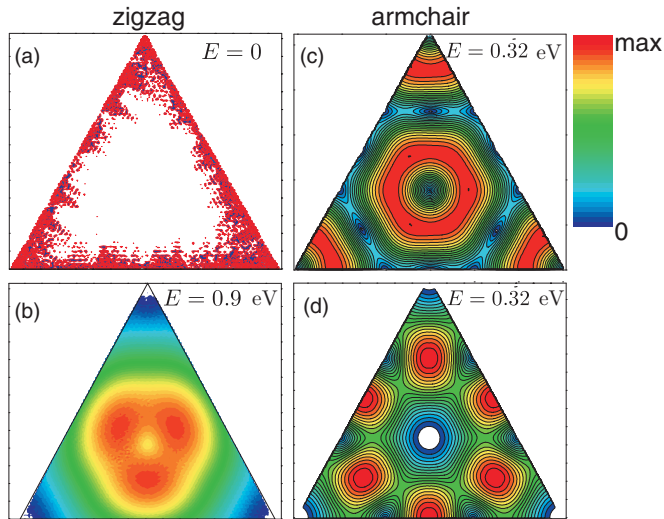 zigzag
armchair
(a)
E = 0
(c)
E = 0.32 eV
max
0
(b)
E = 0.9 eV
(d)
E = 0.32 eV